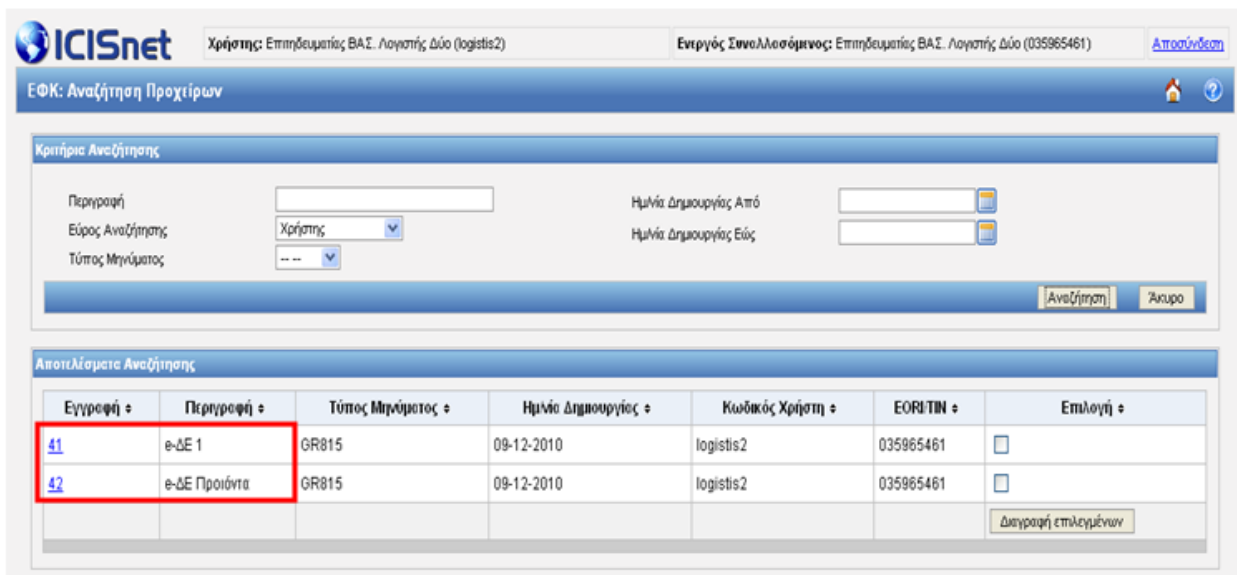 ICISnet Χρήστης: Επιτηδευματίας ΒΑΣ. Λογιστής Δύο (logistis2) Ενεργός Συναλλασόμενος: Επιτηδευματίας ΒΑΣ. Λογιστής Δύο (035965461) Αποσύνδεση
ΕΦΚ: Αναζήτηση Προχείρων
Κριτήρια Αναζήτησης
Περιγραφή Ημ/νία Δημιουργίας Από
Εύρος Αναζήτησης Χρήστης Ημ/νία Δημιουργίας Εώς
Τύπος Μηνύματος -- --
Αναζήτηση Άκυρο
Αποτελέσματα Αναζήτησης
Εγγραφή Περιγραφή Τύπος Μηνύματος Ημ/νία Δημιουργίας Κωδικός Χρήστη EORI/TIN Επιλογή
41 e-ΔΕ 1 GR815 09-12-2010 logistis2 035965461
42 e-ΔΕ Προιόντα GR815 09-12-2010 logistis2 035965461
Διαγραφή επιλεγμένων